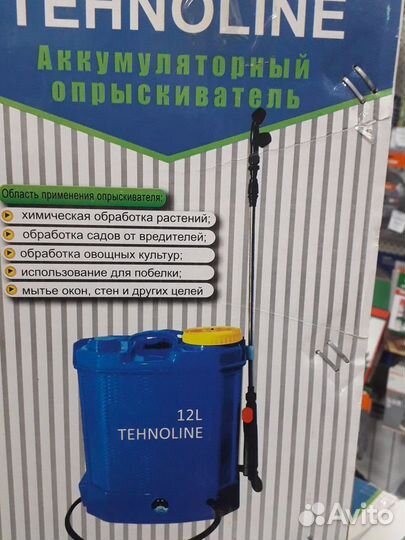 TEHNOLINE
Аккумуляторный
опрыскиватель
Область применения опрыскивателя:
химическая обработка растений;
обработка садов от вредителей;
обработка овощных культур;
использование для побелки;
мытье окон, стен и других целей
12L
TEHNOLINE
Avito